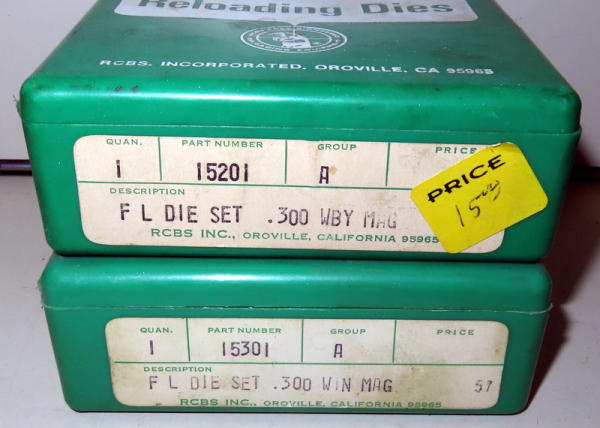 Reloading Dies
RCBS. INCORPORATED. OROVILLE, CA 95965
QUAN. PART NUMBER GROUP PRICE
1 15201 A
DESCRIPTION
F L DIE SET .300 WBY MAG
RCBS INC., OROVILLE, CALIFORNIA 95965
PRICE
QUAN. PART NUMBER GROUP PRICE
1 15301 A
DESCRIPTION
F L DIE SET .300 WIN MAG 57
RCBS INC., OROVILLE, CALIFORNIA 95965